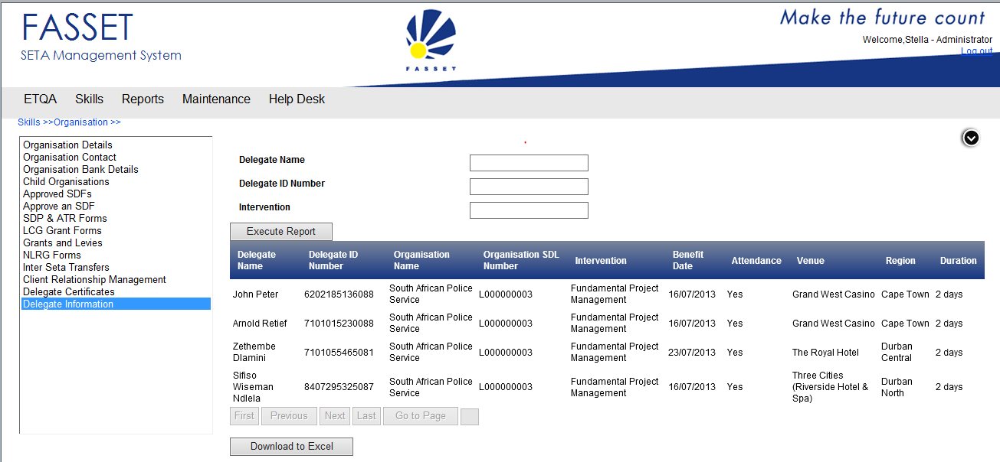 FASSET
SETA Management System
FASSET
Make the future count
Welcome,Stella - Administrator
Log out
ETQA Skills Reports Maintenance Help Desk
Skills >>Organisation >>
Organisation Details
Organisation Contact
Organisation Bank Details
Child Organisations
Approved SDFs
Approve an SDF
SDP & ATR Forms
LCG Grant Forms
Grants and Levies
NLRG Forms
Inter Seta Transfers
Client Relationship Management
Delegate Certificates
Delegate Information
Delegate Name
Delegate ID Number
Intervention
Execute Report
Delegate Name Delegate ID Number Organisation Name Organisation SDL Number Intervention Benefit Date Attendance Venue Region Duration
John Peter 6202185136088 South African Police Service L000000003 Fundamental Project Management 16/07/2013 Yes Grand West Casino Cape Town 2 days
Arnold Retief 7101015230088 South African Police Service L000000003 Fundamental Project Management 16/07/2013 Yes Grand West Casino Cape Town 2 days
Zethembe Dlamini 7101055465081 South African Police Service L000000003 Fundamental Project Management 23/07/2013 Yes The Royal Hotel Durban Central 2 days
Sifiso Wiseman Ndlela 8407295325087 South African Police Service L000000003 Fundamental Project Management 16/07/2013 Yes Three Cities (Riverside Hotel & Spa) Durban North 2 days
First Previous Next Last Go to Page
Download to Excel